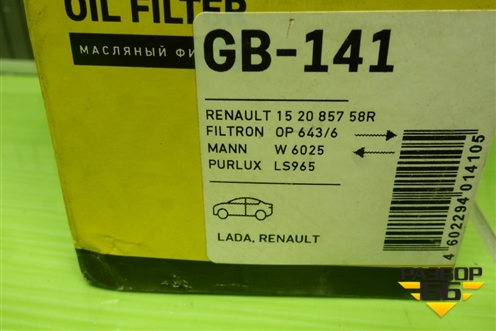 OIL FILTER
МАСЛЯНЫЙ
GB-141
RENAULT 15 20 857 58R
FILTRON OP 643/6
MANN W 6025
PURLUX LS965
LADA, RENAULT
4 602294 014105
РАЗБОР
ЕБ